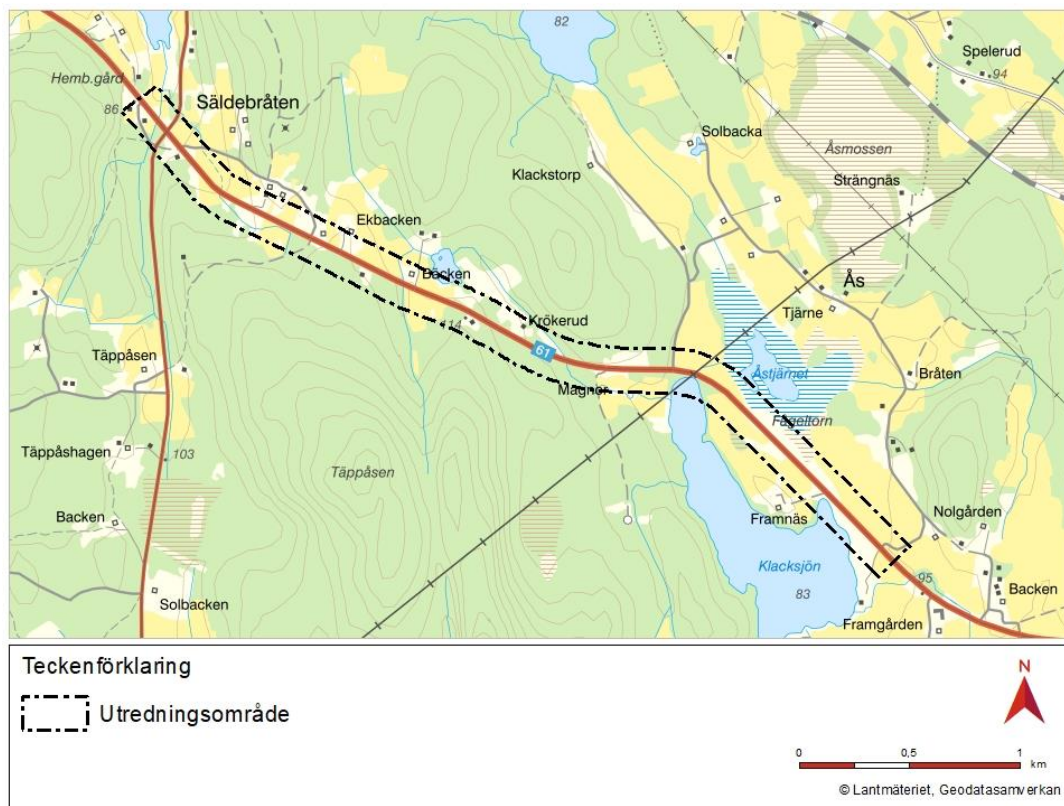 82
Spelerud
94
Hemb.gård
86
Säldebråten
Solbacka
Åsmossen
Klackstorp
Strängnäs
Ekbacken
Bäcken
Ås
Tjärne
114
Krökerud
61
Täppåsen
Magnor
Åstjärnet
Bråten
Fågeltorn
Täppåshagen
103
Täppåsen
Backen
Framnäs
Nolgården
Klacksjön
95
Backen
83
Solbacken
Framgården
Teckenförklaring
Utredningsområde
N
0 0,5 1
km
© Lantmäteriet, Geodatasamverkan